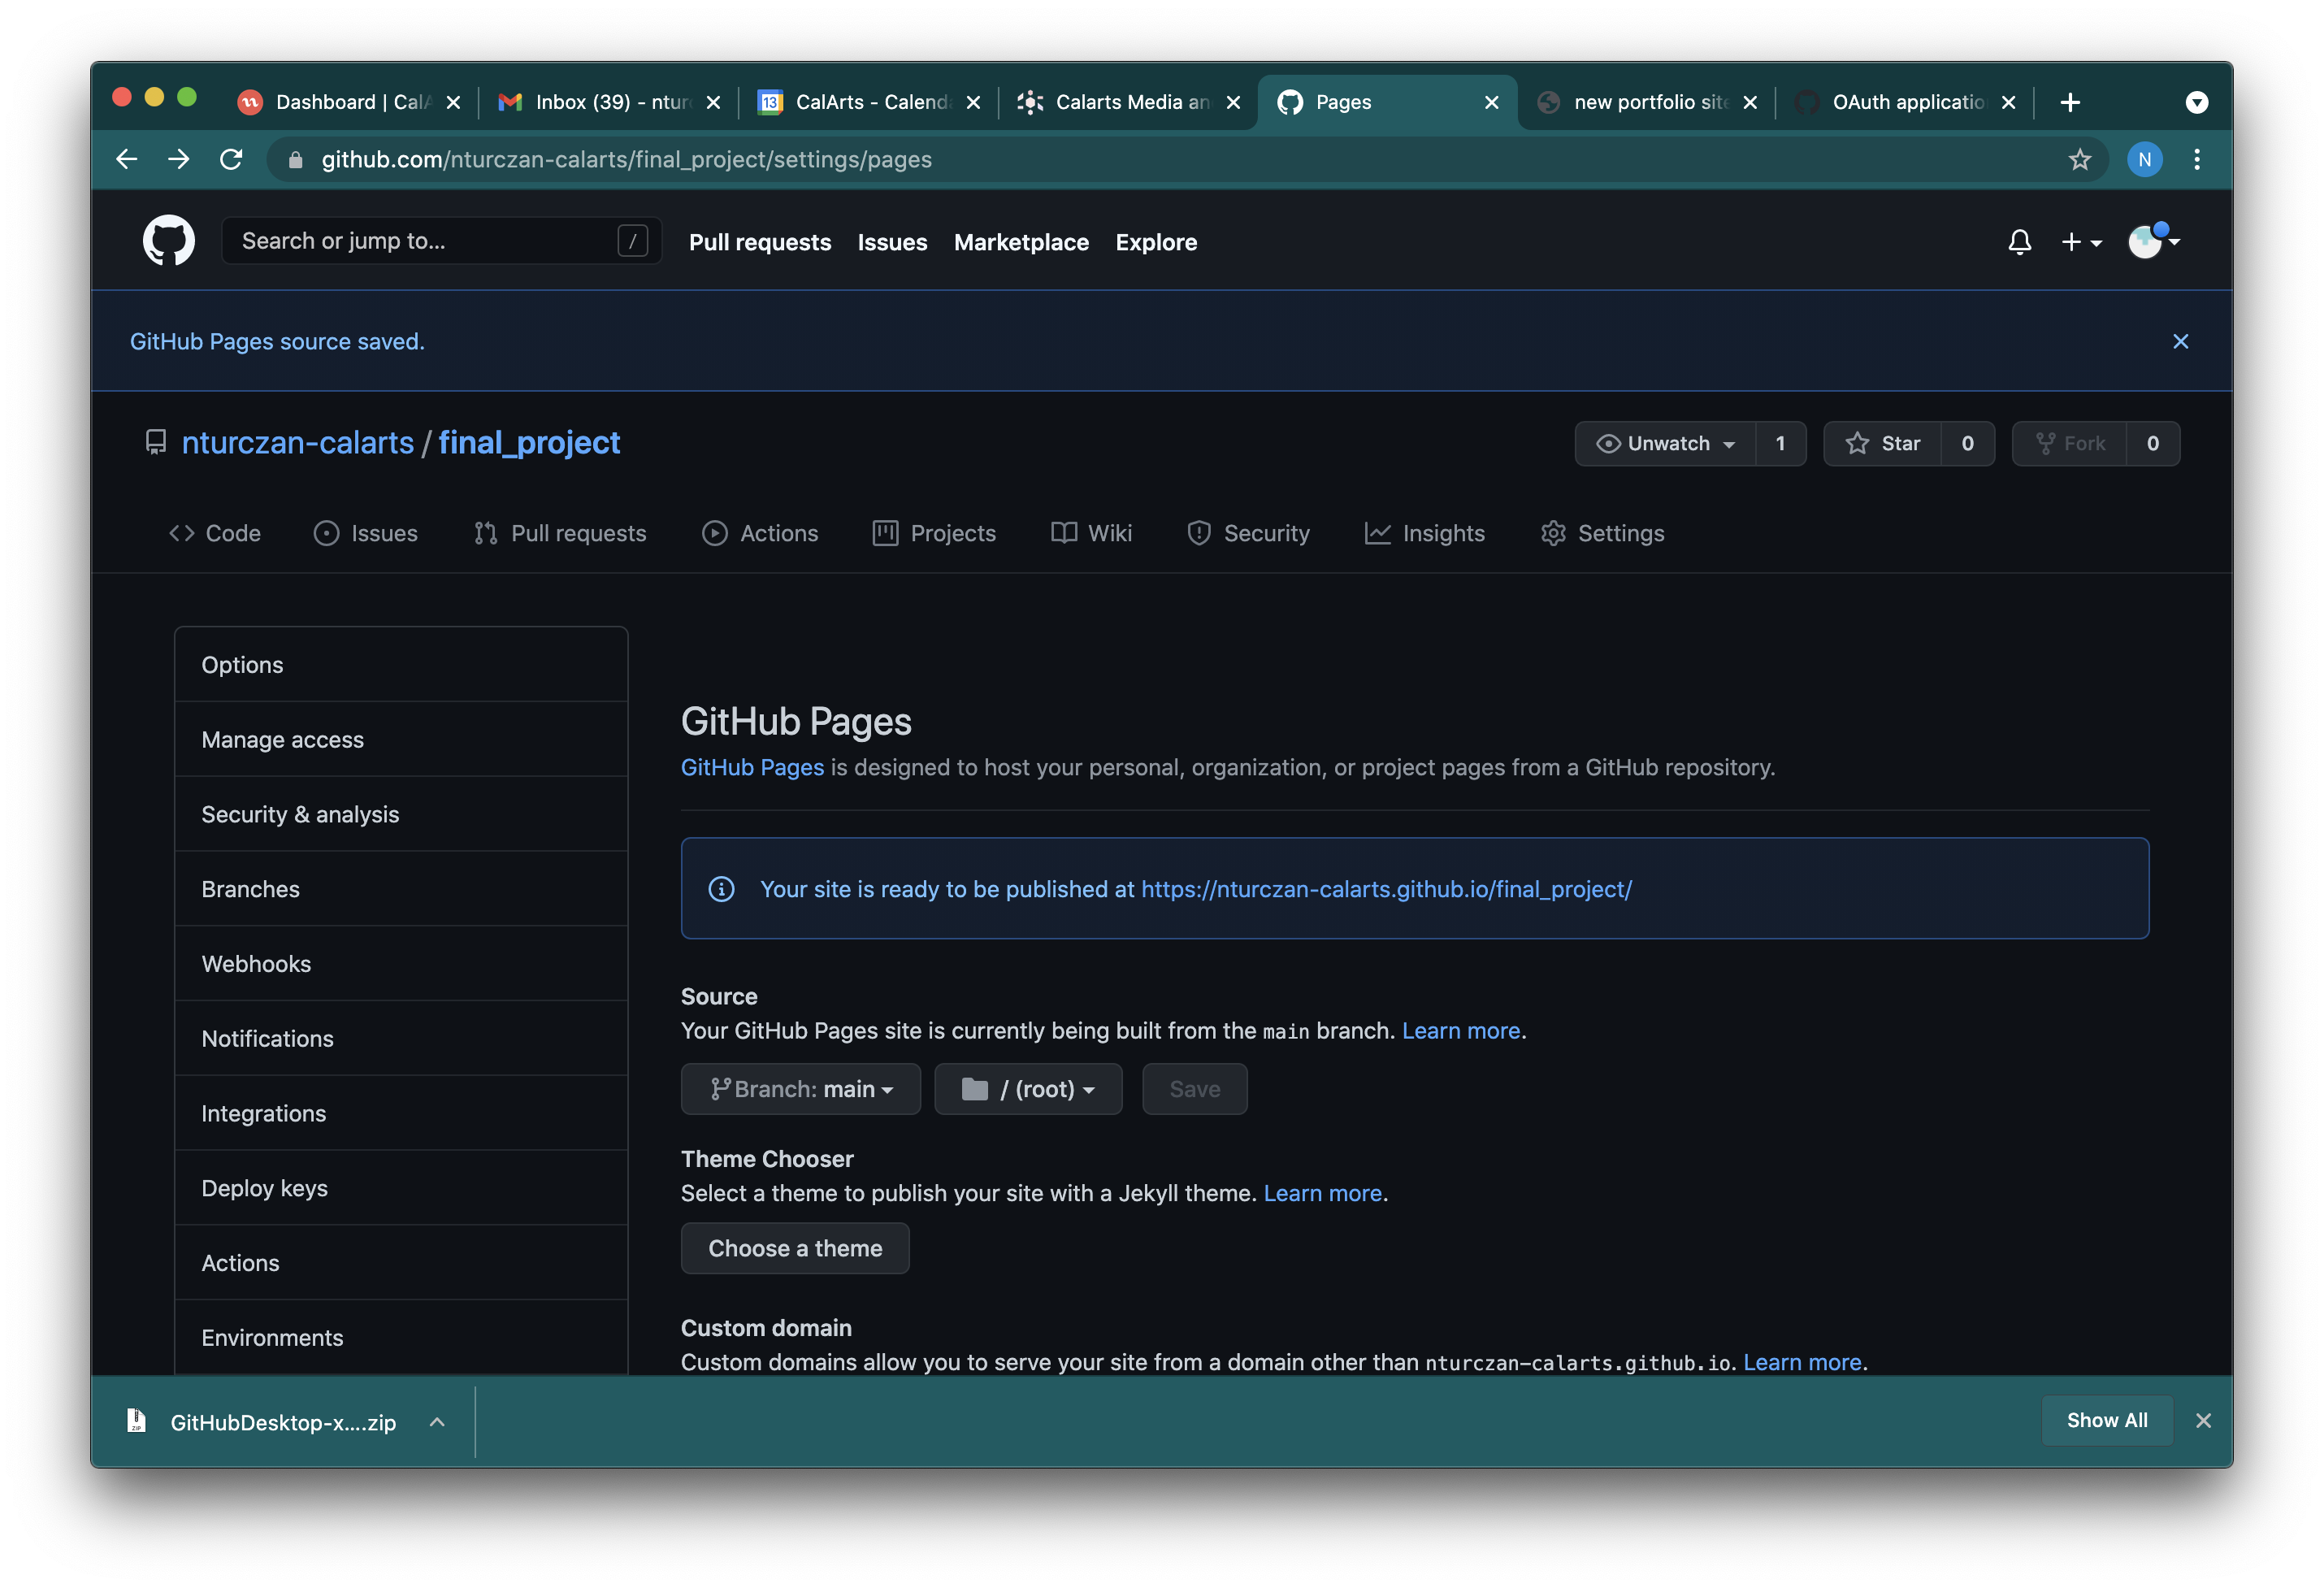 Dashboard | CalA
Inbox (39) - nturc
13
CalArts - Calenda
Calarts Media an
Pages
new portfolio site
OAuth applicatio
github.com/nturczan-calarts/final_project/settings/pages
N
Search or jump to...
/
Pull requests
Issues
Marketplace
Explore
GitHub Pages source saved.
nturczan-calarts / final_project
Unwatch 1
Star 0
Fork 0
Code
Issues
Pull requests
Actions
Projects
Wiki
Security
Insights
Settings
Options
Manage access
Security & analysis
Branches
Webhooks
Notifications
Integrations
Deploy keys
Actions
Environments
GitHub Pages
GitHub Pages is designed to host your personal, organization, or project pages from a GitHub repository.
Your site is ready to be published at https://nturczan-calarts.github.io/final_project/
Source
Your GitHub Pages site is currently being built from the main branch. Learn more.
Branch: main
/ (root)
Save
Theme Chooser
Select a theme to publish your site with a Jekyll theme. Learn more.
Choose a theme
Custom domain
Custom domains allow you to serve your site from a domain other than nturczan-calarts.github.io. Learn more.
GitHubDesktop-x....zip
Show All